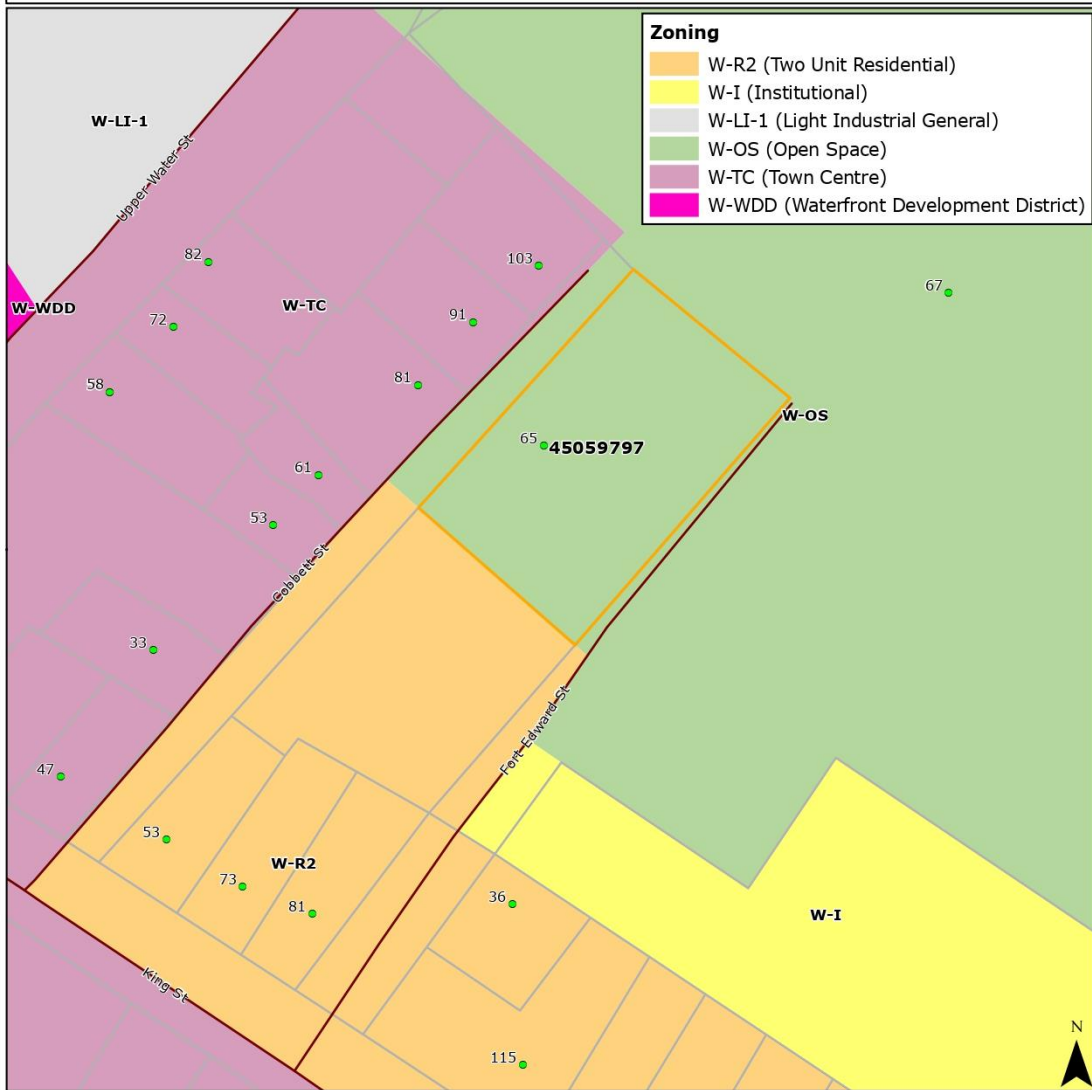 Zoning
W-R2 (Two Unit Residential)
W-I (Institutional)
W-LI-1 (Light Industrial General)
W-OS (Open Space)
W-TC (Town Centre)
W-WDD (Waterfront Development District)
W-LI-1
Upper Water St
82
103
67
W-WDD
W-TC
72
91
58
81
W-OS
65
45059797
61
53
Cobbett St
33
Fort Edward St
47
53
W-R2
73
36
81
W-I
King St
N
115